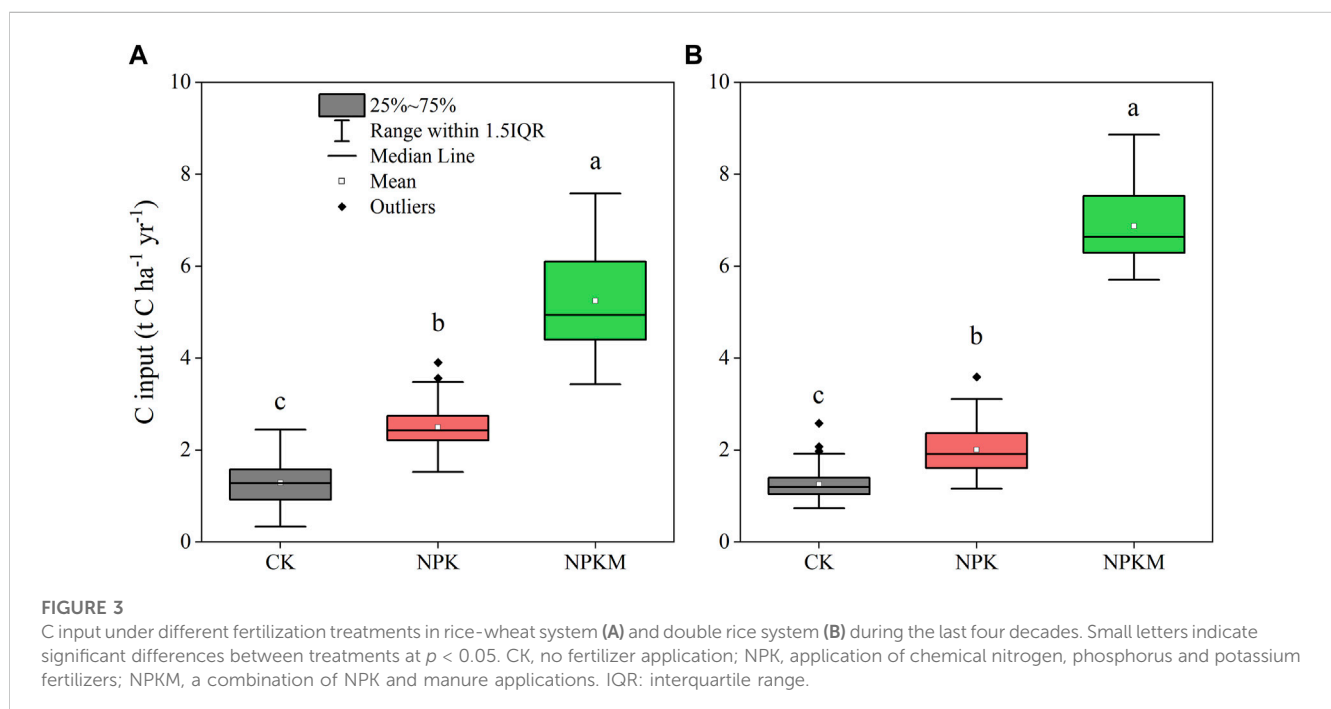 A
B
10
8
6
4
2
0
C input (t C ha⁻¹ yr⁻¹)
25%~75%
Range within 1.5IQR
Median Line
Mean
Outliers
c
b
a
CK
NPK
NPKM
10
8
6
4
2
0
c
b
a
CK
NPK
NPKM
FIGURE 3
C input under different fertilization treatments in rice-wheat system (A) and double rice system (B) during the last four decades. Small letters indicate
significant differences between treatments at p < 0.05. CK, no fertilizer application; NPK, application of chemical nitrogen, phosphorus and potassium
fertilizers; NPKM, a combination of NPK and manure applications. IQR: interquartile range.